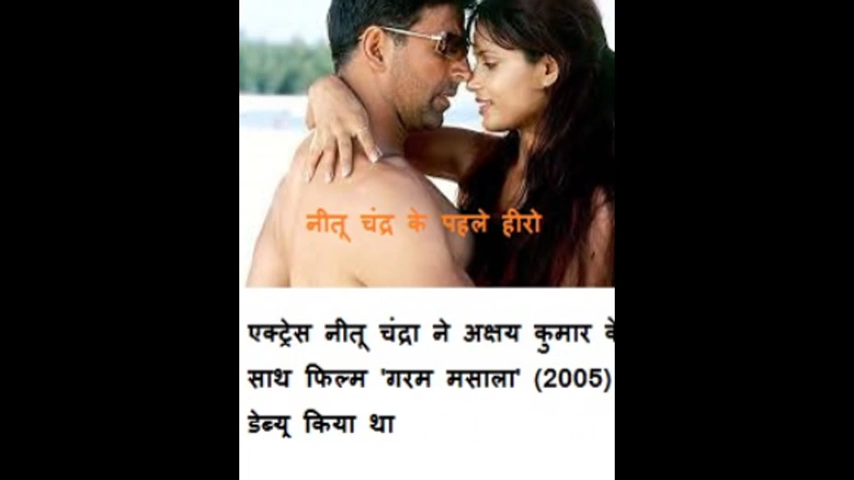 नीतू चंद्र के पहले हीरो
एक्ट्रेस नीतू चंद्रा ने अक्षय कुमार के
साथ फिल्म 'गरम मसाला' (2005)
डेब्यू किया था